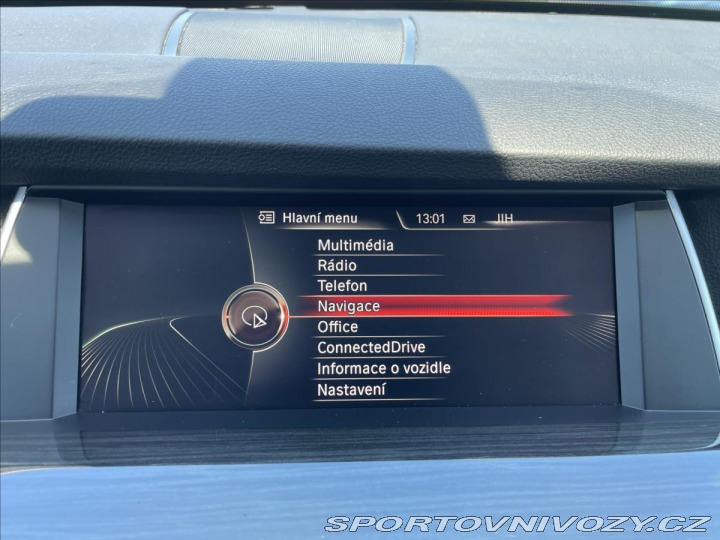 Hlavní menu 13:01 JIH
Multimédia
Rádio
Telefon
Navigace
Office
ConnectedDrive
Informace o vozidle
Nastavení
SPORTOVNIVOZY.CZ